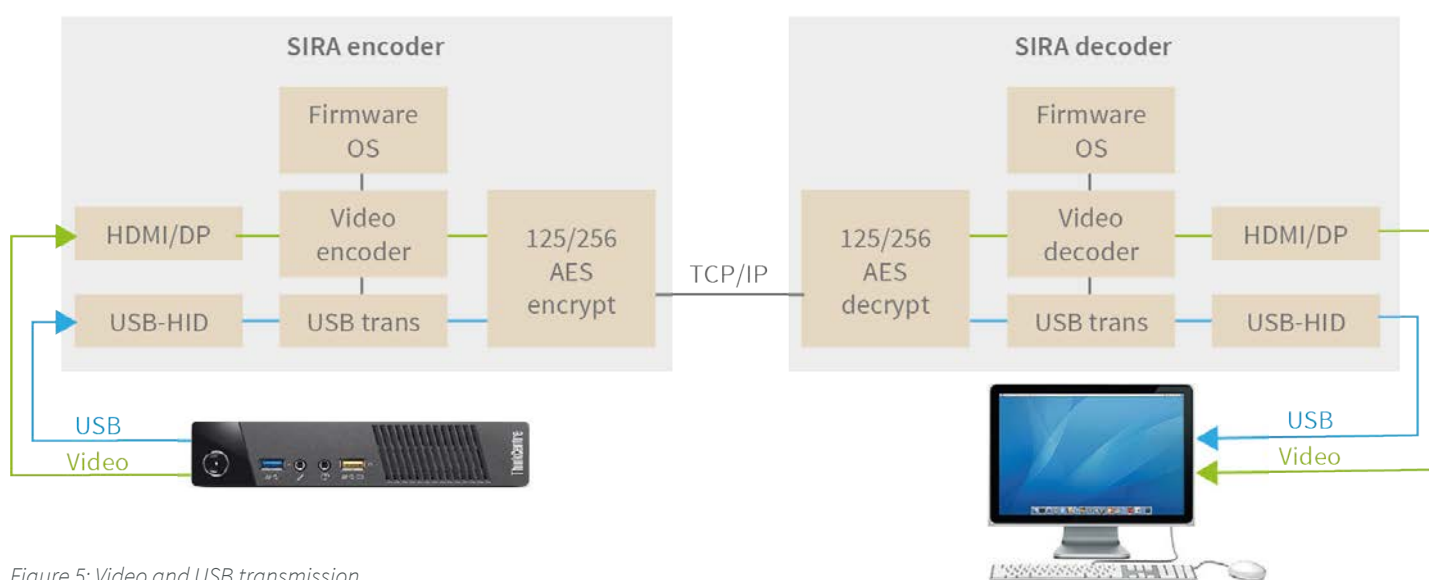 SIRA encoder
Firmware
OS
HDMI/DP
Video
encoder
125/256
AES
encrypt
USB-HID
USB trans
USB
Video
ThinkCentre
TCP/IP
SIRA decoder
Firmware
OS
125/256
AES
decrypt
Video
decoder
HDMI/DP
USB trans
USB-HID
USB
Video
Figure 5: Video and USB transmission